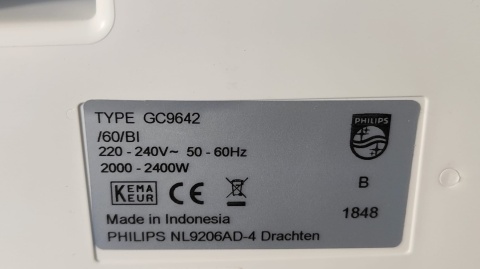 TYPE GC9642
/60/BI
220 - 240V~ 50 - 60Hz
2000 - 2400W
KEMA
KEUR
CE
Made in Indonesia
PHILIPS NL9206AD-4 Drachten
PHILIPS
B
1848